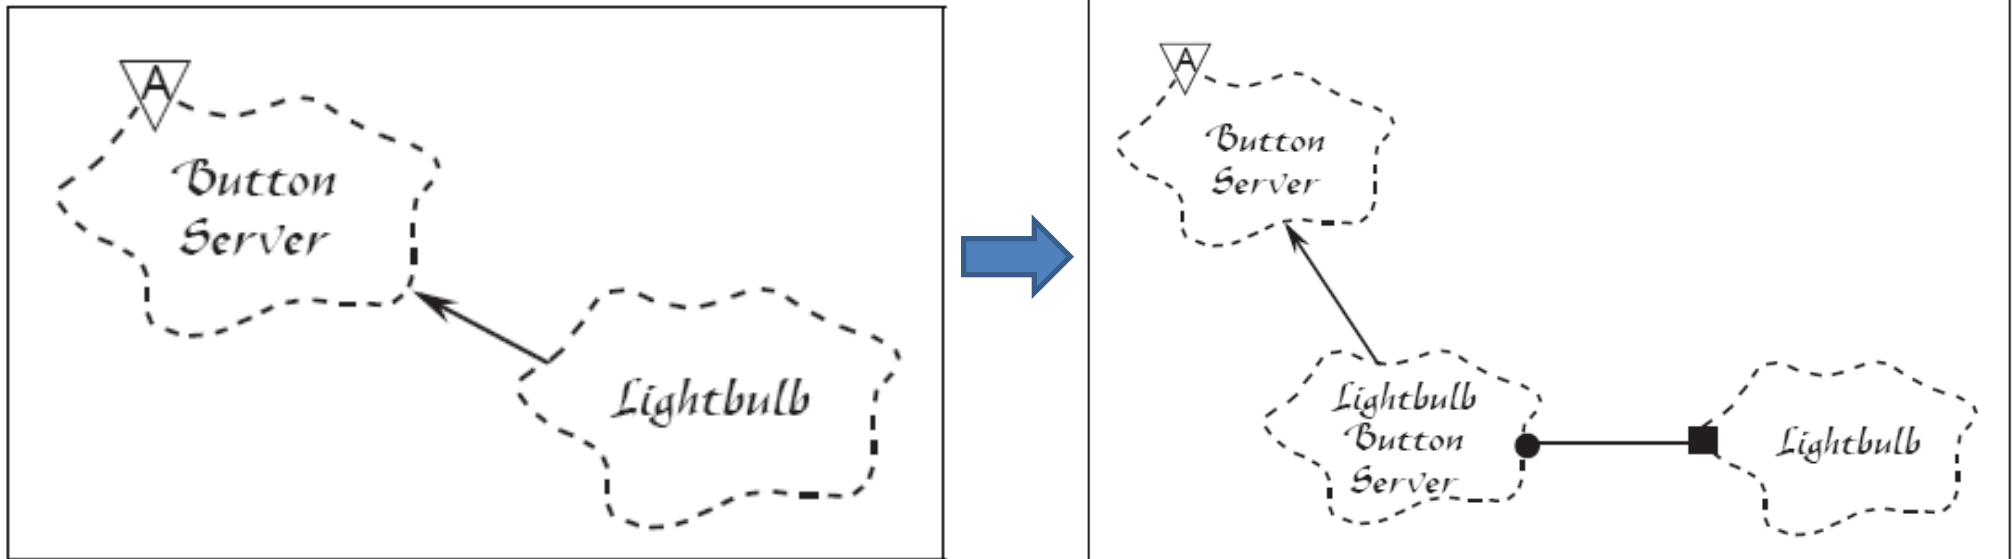 A
Button
Server
Lightbulb
A
Button
Server
Lightbulb
Button
Server
Lightbulb